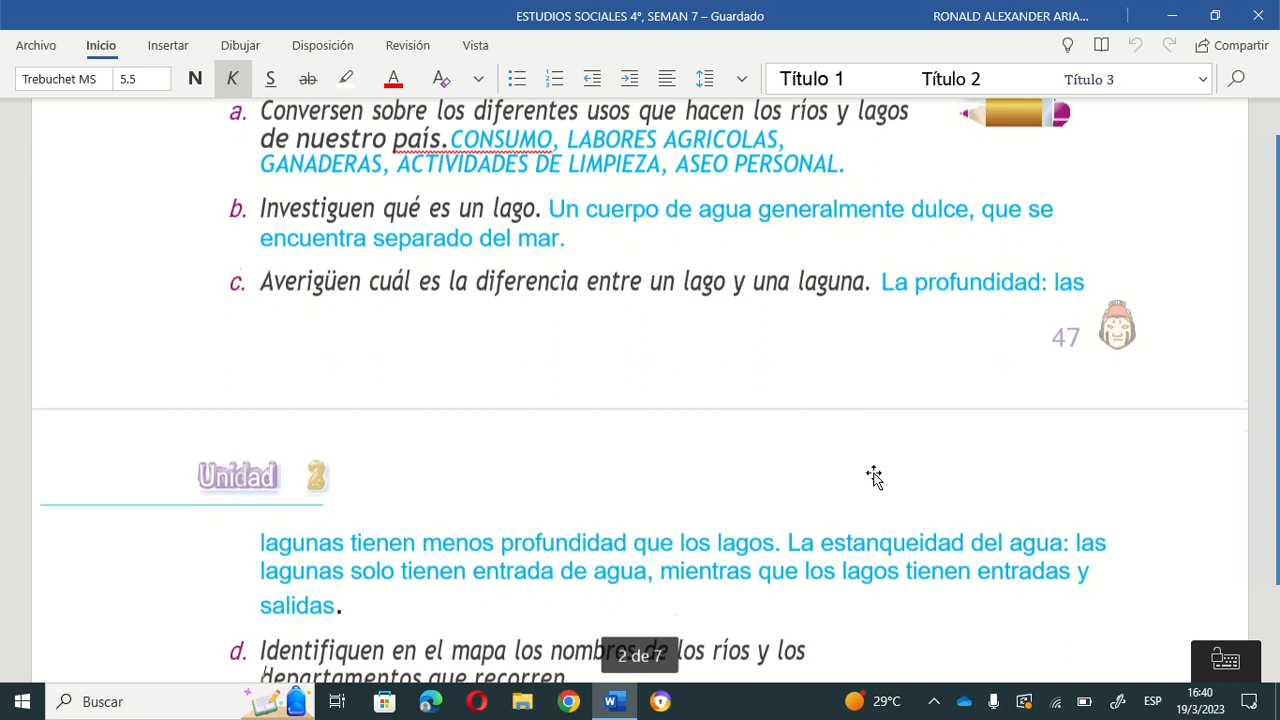 ESTUDIOS SOCIALES 4º, SEMAN 7 – Guardado
RONALD ALEXANDER ARIA...
Archivo Inicio Insertar Dibujar Disposición Revisión Vista
Compartir
Trebuchet MS 5.5 N K S ab A A Título 1 Título 2 Título 3
a. Conversen sobre los diferentes usos que hacen los ríos y lagos
de nuestro país.CONSUMO, LABORES AGRICOLAS,
GANADERAS, ACTIVIDADES DE LIMPIEZA, ASEO PERSONAL.
b. Investiguen qué es un lago. Un cuerpo de agua generalmente dulce, que se
encuentra separado del mar.
c. Averigüen cuál es la diferencia entre un lago y una laguna. La profundidad: las
47
Unidad 2
lagunas tienen menos profundidad que los lagos. La estanqueidad del agua: las
lagunas solo tienen entrada de agua, mientras que los lagos tienen entradas y
salidas.
d. Identifiquen en el mapa los nombres de los ríos y los
departamentos que recorren
2 de 7
Buscar
29°C
ESP
16:40
19/3/2023